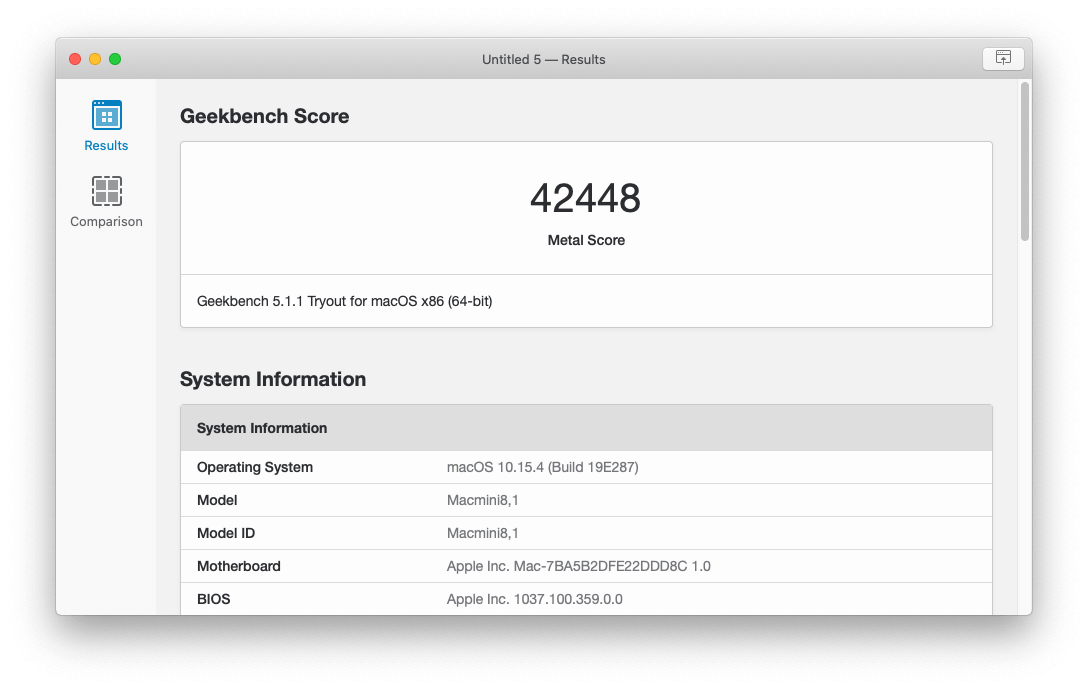 Untitled 5 — Results
Results
Comparison
Geekbench Score
42448
Metal Score
Geekbench 5.1.1 Tryout for macOS x86 (64-bit)
System Information
System Information
Operating System macOS 10.15.4 (Build 19E287)
Model Macmini8,1
Model ID Macmini8,1
Motherboard Apple Inc. Mac-7BA5B2DFE22DDD8C 1.0
BIOS Apple Inc. 1037.100.359.0.0